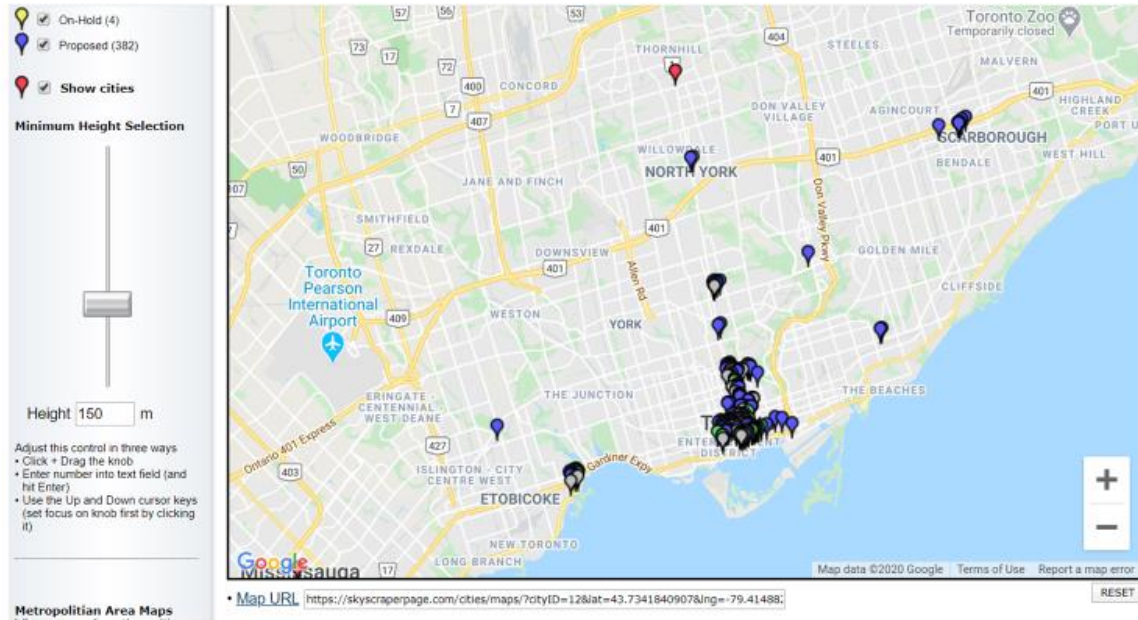 On-Hold (4)
Proposed (382)
Show cities
Minimum Height Selection
Height 150 m
Adjust this control in three ways
• Click + Drag the knob
• Enter number into text field (and
hit Enter)
• Use the Up and Down cursor keys
(set focus on knob first by clicking
it)
Metropolitian Area Maps
57
55
53
Toronto Zoo
Temporarily closed
73
17
72
THORNHILL
404
STEELES
MALVERN
400
CONCORD
401
HIGHLAND
CREEK
7
407
DON VALLEY
VILLAGE
AGINCOURT
PORT U
WOODBRIDGE
WILLOWDALE
SCARBOROUGH
50
401
BENDALE
WEST HILL
NORTH YORK
JANE AND FINCH
107
SMITHFIELD
401
Don Valley Pkwy
27
REXDALE
DOWNSVIEW
GOLDEN MILE
401
Allen Rd
Toronto
Pearson
International
Airport
CLIFFSIDE
409
WESTON
YORK
THE BEACHES
ERINGATE -
CENTENNIAL -
WEST DEANE
THE JUNCTION
Ontario 401 Express
427
ENTERTAINMENT
DISTRICT
403
ISLINGTON - CITY
CENTRE WEST
Gardiner Expy
ETOBICOKE
NEW TORONTO
LONG BRANCH
Google
Mississauga
17
+
−
Map data ©2020 Google
Terms of Use
Report a map error
• Map URL https://skyscraperpage.com/cities/maps/?cityID=12&lat=43.7341840907&lng=-79.41488
RESET